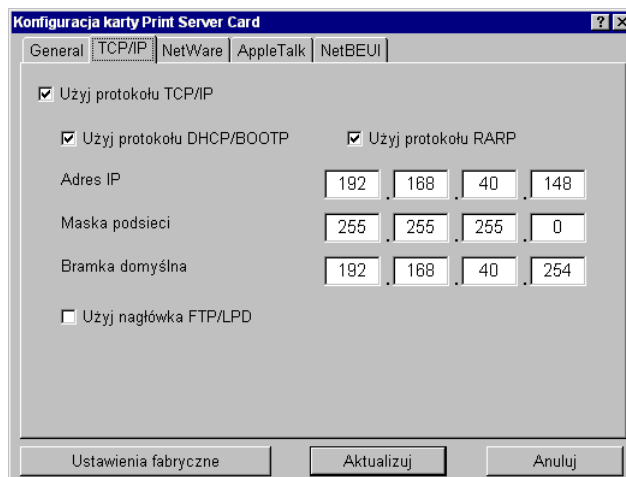 Konfiguracja karty Print Server Card
General TCP/IP NetWare AppleTalk NetBEUI
Użyj protokołu TCP/IP
Użyj protokołu DHCP/BOOTP Użyj protokołu RARP
Adres IP 192 . 168 . 40 . 148
Maska podsieci 255 . 255 . 255 . 0
Bramka domyślna 192 . 168 . 40 . 254
Użyj nagłówka FTP/LPD
Ustawienia fabryczne Aktualizuj Anuluj